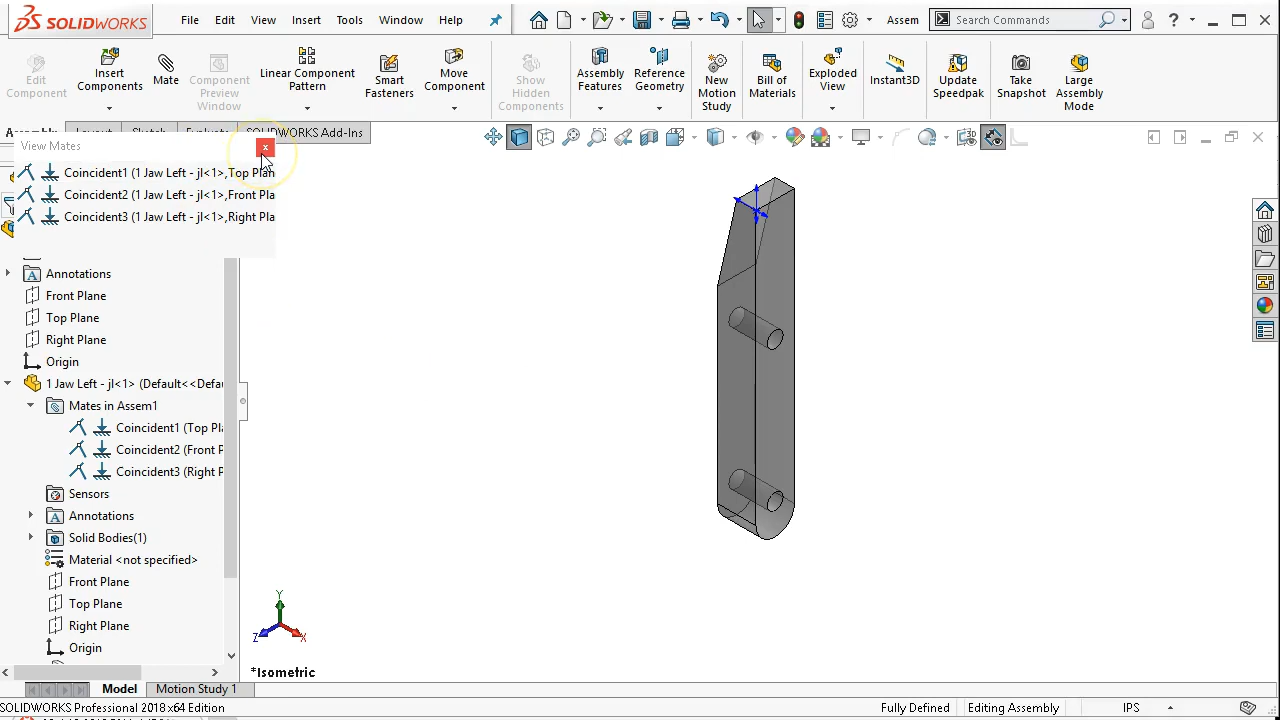 SOLIDWORKS
File Edit View Insert Tools Window Help
Assem
Search Commands
Edit Component
Insert Components
Mate
Component Preview Window
Linear Component Pattern
Smart Fasteners
Move Component
Show Hidden Components
Assembly Features
Reference Geometry
New Motion Study
Bill of Materials
Exploded View
Instant3D
Update Speedpak
Take Snapshot
Large Assembly Mode
SOLIDWORKS Add-Ins
View Mates
x
Coincident1 (1 Jaw Left - jl<1>,Top Plan
Coincident2 (1 Jaw Left - jl<1>,Front Pla
Coincident3 (1 Jaw Left - jl<1>,Right Pla
Annotations
Front Plane
Top Plane
Right Plane
Origin
1 Jaw Left - jl<1> (Default<<Defau
Mates in Assem1
Coincident1 (Top Pl
Coincident2 (Front P
Coincident3 (Right P
Sensors
Annotations
Solid Bodies(1)
Material <not specified>
Front Plane
Top Plane
Right Plane
Origin
Y
Z
X
*Isometric
Model
Motion Study 1
SOLIDWORKS Professional 2018 x64 Edition
Fully Defined
Editing Assembly
IPS